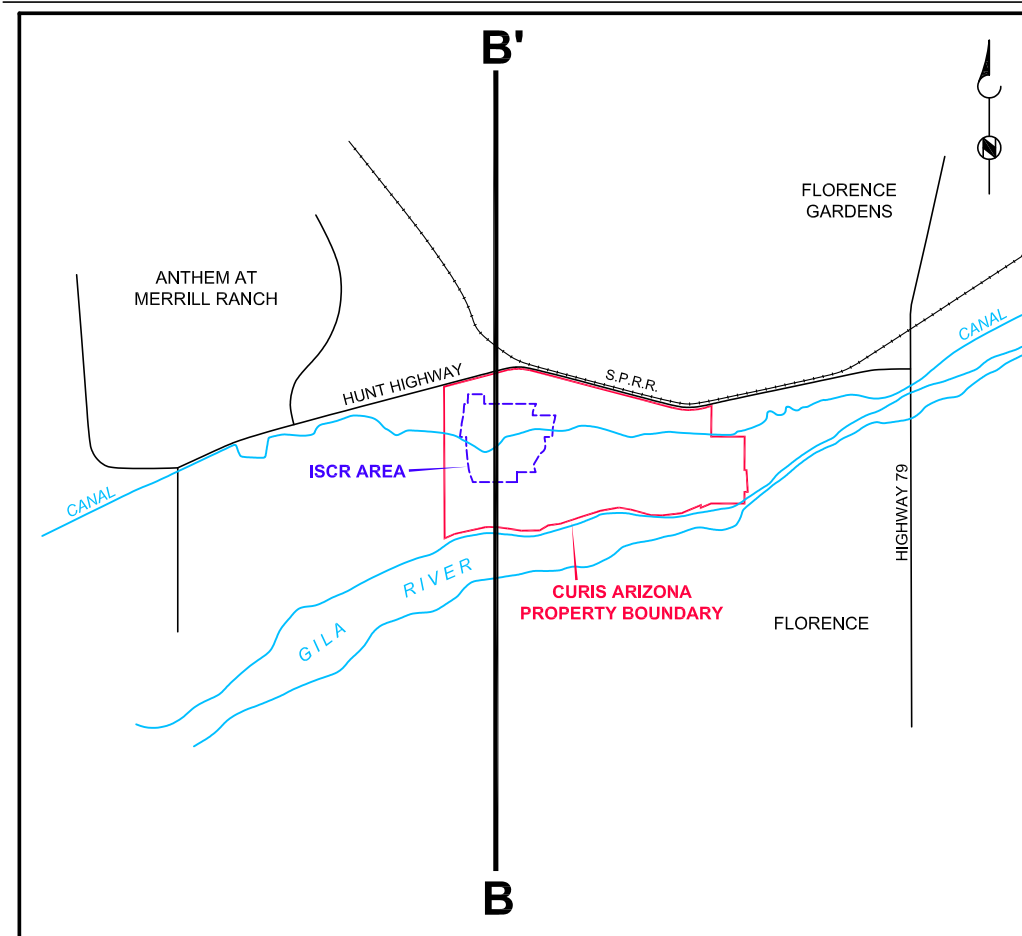 B'
N
FLORENCE
GARDENS
ANTHEM AT
MERRILL RANCH
CANAL
S.P.R.R.
HUNT HIGHWAY
ISCR AREA
CANAL
HIGHWAY 79
RIVER
GILA
CURIS ARIZONA
PROPERTY BOUNDARY
FLORENCE
B